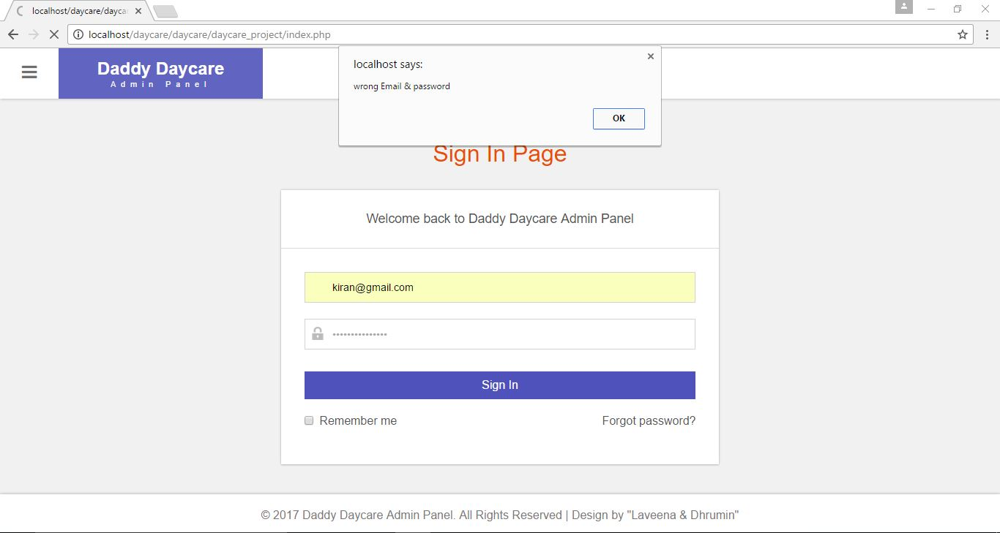 localhost/daycare/dayca
localhost/daycare/daycare/daycare_project/index.php
Daddy Daycare
Admin Panel
localhost says:
wrong Email & password
OK
Sign In Page
Welcome back to Daddy Daycare Admin Panel
kiran@gmail.com
Sign In
Remember me
Forgot password?
© 2017 Daddy Daycare Admin Panel. All Rights Reserved | Design by "Laveena & Dhrumin"